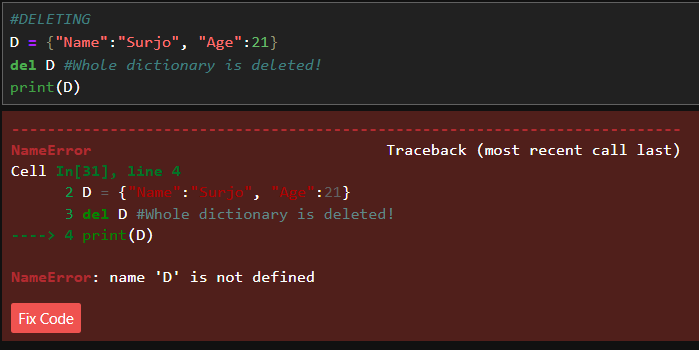 #DELETING
D = {"Name":"Surjo", "Age":21}
del D #Whole dictionary is deleted!
print(D)
---------------------------------------------------------------------------
NameError                                 Traceback (most recent call last)
Cell In[31], line 4
      2 D = {"Name":"Surjo", "Age":21}
      3 del D #Whole dictionary is deleted!
----> 4 print(D)
NameError: name 'D' is not defined
Fix Code